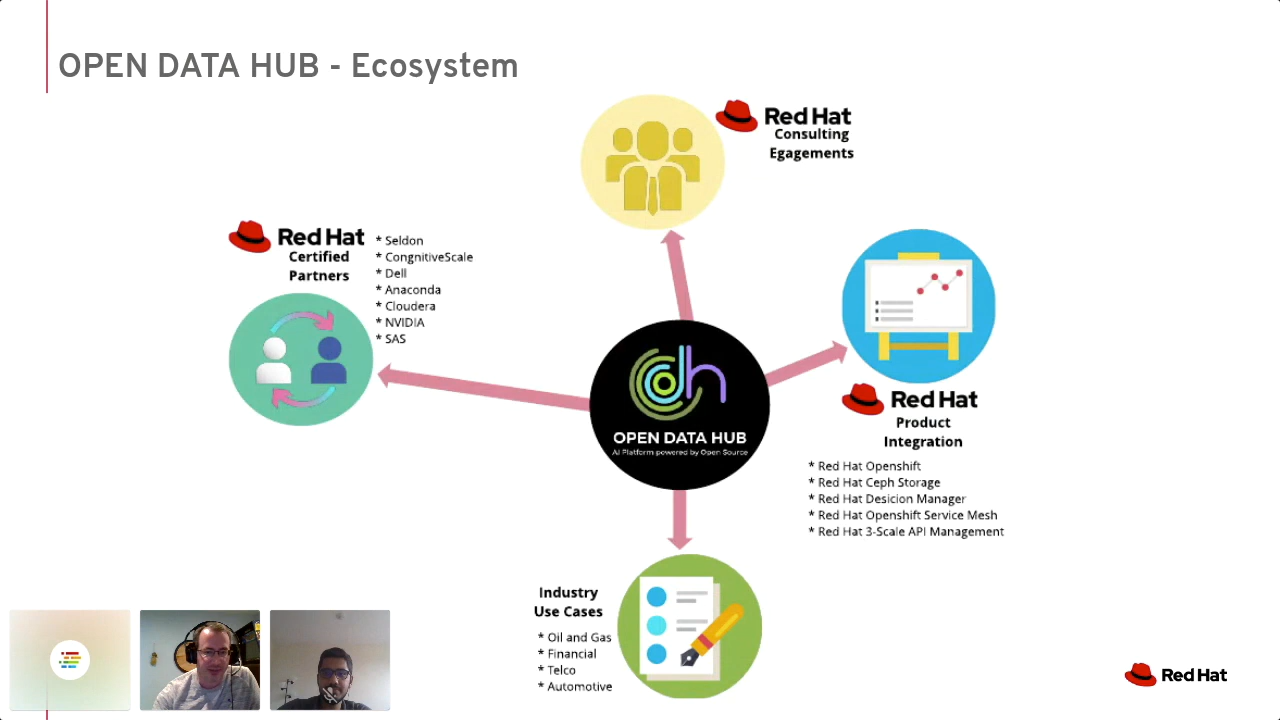 OPEN DATA HUB - Ecosystem
Red Hat
Consulting
Egagements
Red Hat
Certified
Partners
* Seldon
* CongnitiveScale
* Dell
* Anaconda
* Cloudera
* NVIDIA
* SAS
odh
OPEN DATA HUB
AI Platform powered by Open Source
Red Hat
Product
Integration
* Red Hat Openshift
* Red Hat Ceph Storage
* Red Hat Desicion Manager
* Red Hat Openshift Service Mesh
* Red Hat 3-Scale API Management
Industry
Use Cases
* Oil and Gas
* Financial
* Telco
* Automotive
Red Hat